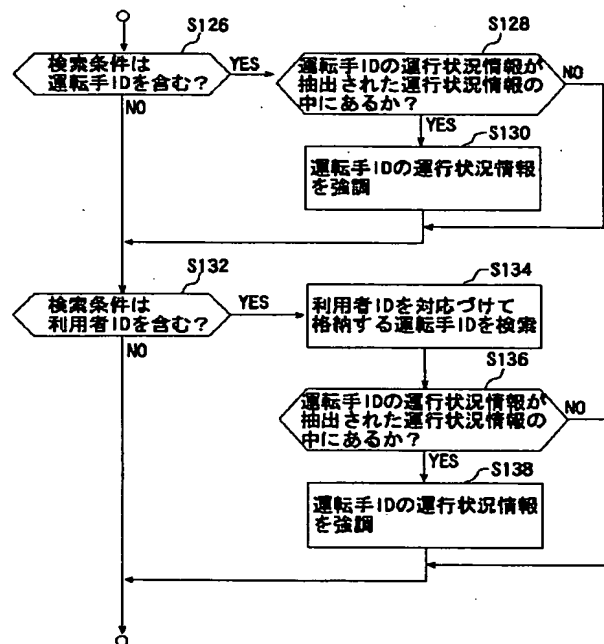 S126
検索条件は
運転手IDを含む？
YES
NO
S128
運転手IDの運行状況情報が
抽出された運行状況情報の
中にあるか？
NO
YES
S130
運転手IDの運行状況情報
を強調
S132
検索条件は
利用者IDを含む？
YES
NO
S134
利用者IDを対応づけて
格納する運転手IDを検索
S136
運転手IDの運行状況情報が
抽出された運行状況情報の
中にあるか？
NO
YES
S138
運転手IDの運行状況情報
を強調